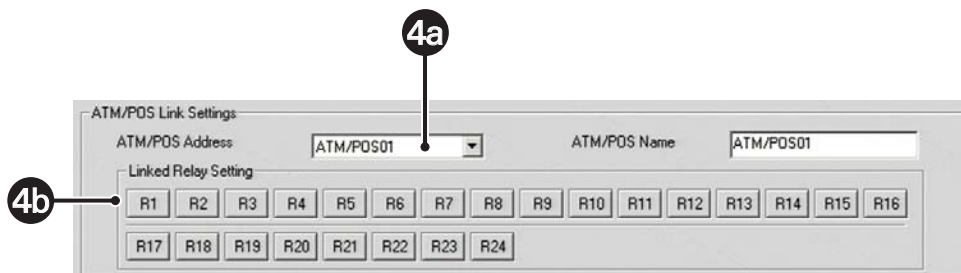 4a
ATM/POS Link Settings
ATM/POS Address ATM/POS01 ATM/POS Name ATM/POS01
Linked Relay Setting
4b R1 R2 R3 R4 R5 R6 R7 R8 R9 R10 R11 R12 R13 R14 R15 R16
R17 R18 R19 R20 R21 R22 R23 R24